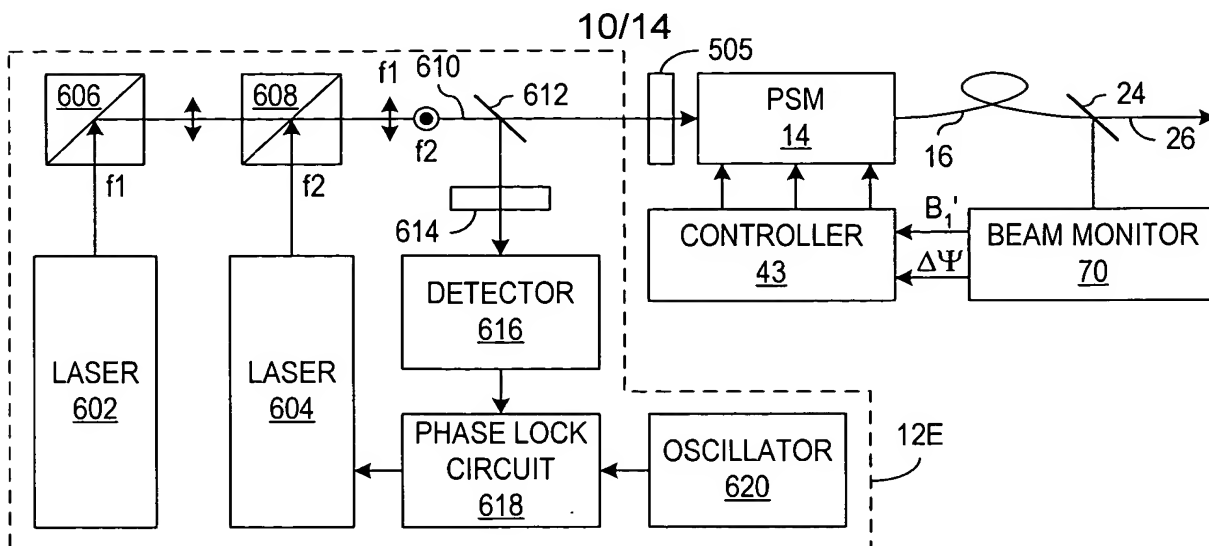 10/14
505
606
608
f1
610
612
f2
f1
f2
614
PSM
14
16
24
26
CONTROLLER
43
B₁'
ΔΨ
BEAM MONITOR
70
DETECTOR
616
LASER
602
LASER
604
PHASE LOCK
CIRCUIT
618
OSCILLATOR
620
12E